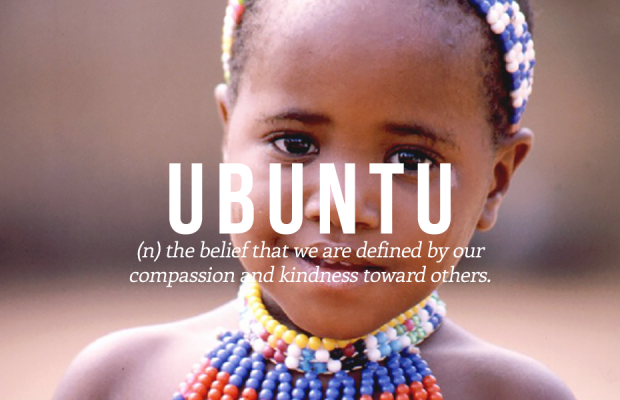 UBUNTU
(n) the belief that we are defined by our
compassion and kindness toward others.